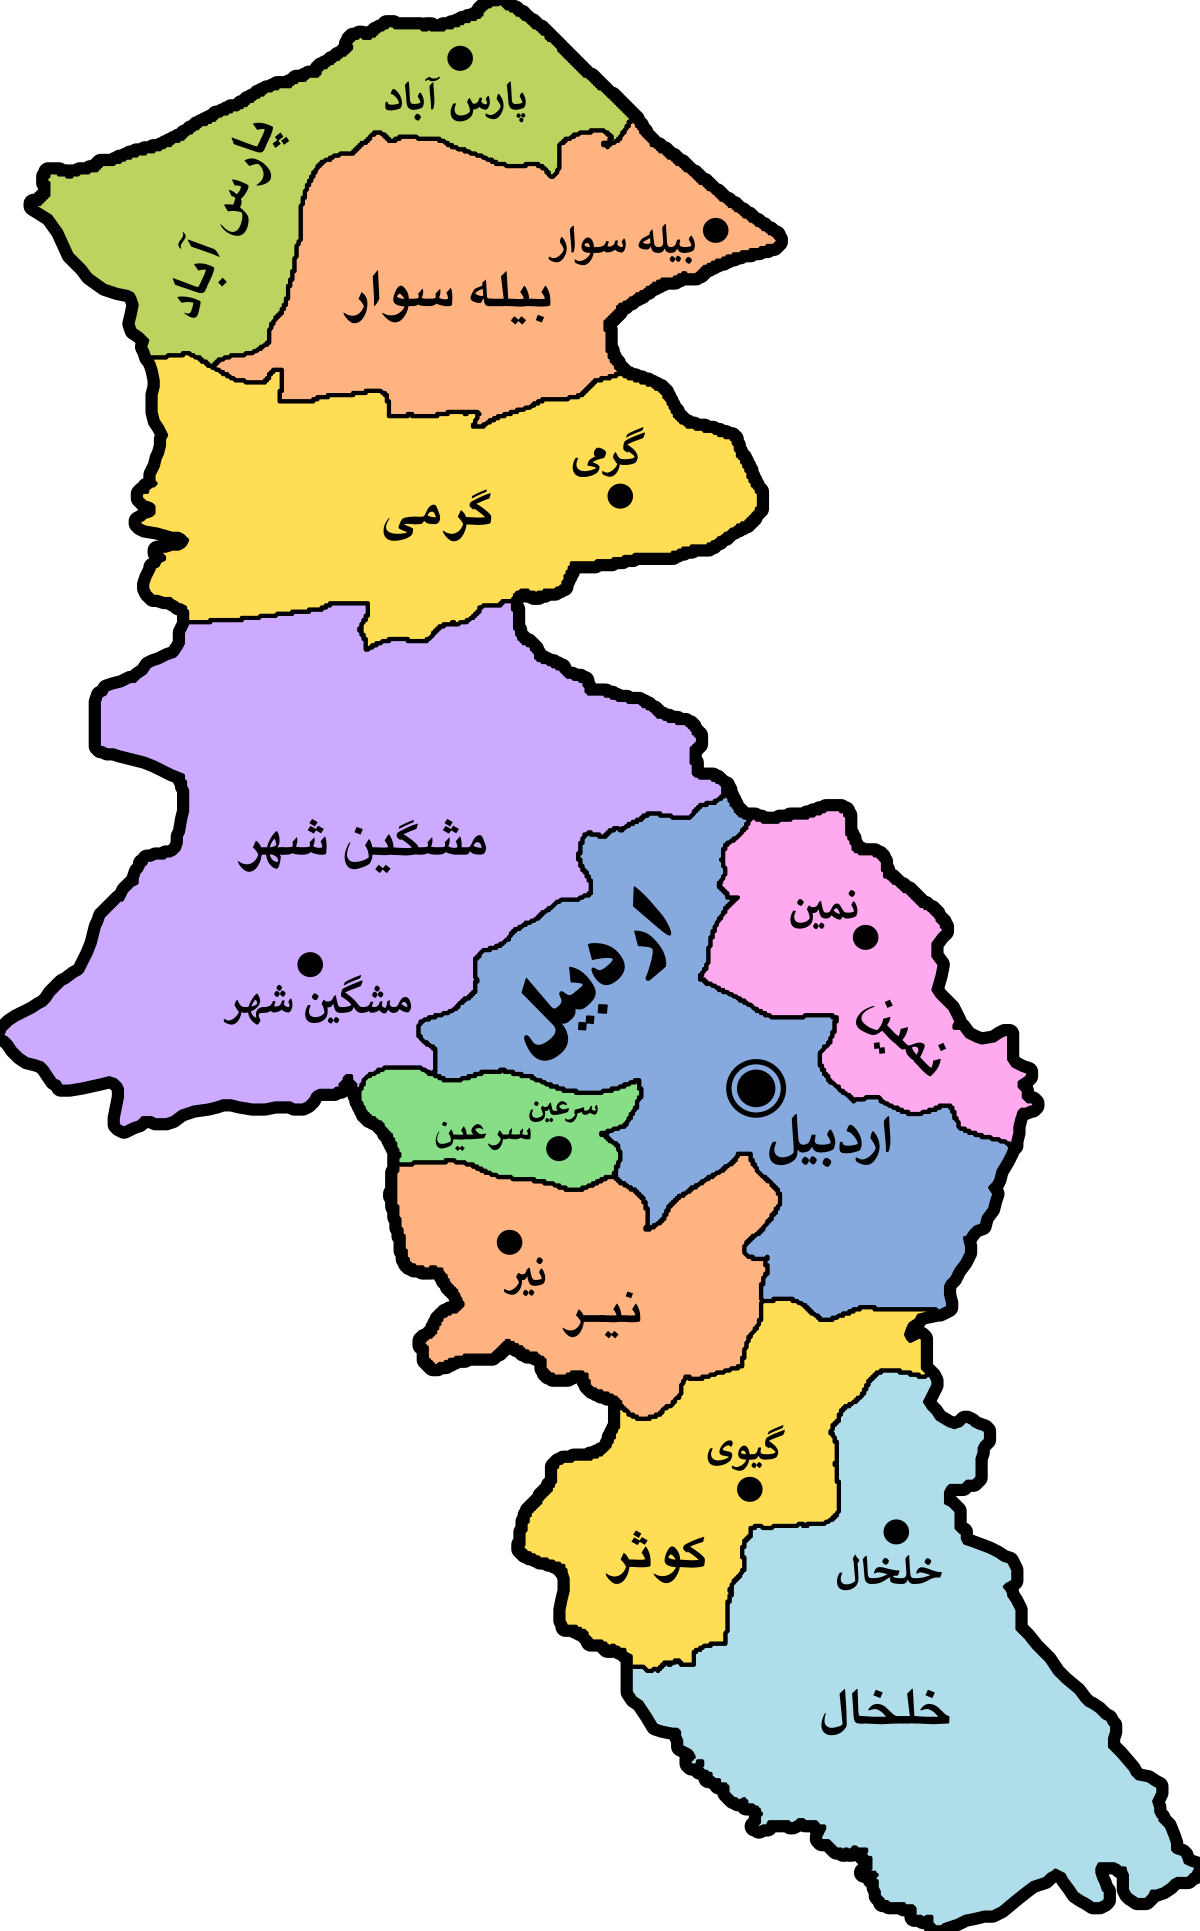 پارس آباد
پارس آباد
بیله سوار
بیله سوار
گرمی
گرمی
مشگین شهر
مشگین شهر
نمین
نمین
اردبیل
اردبیل
سرعین
سرعین
نیر
نیـر
گیوی
کوثر
خلخال
خلخال